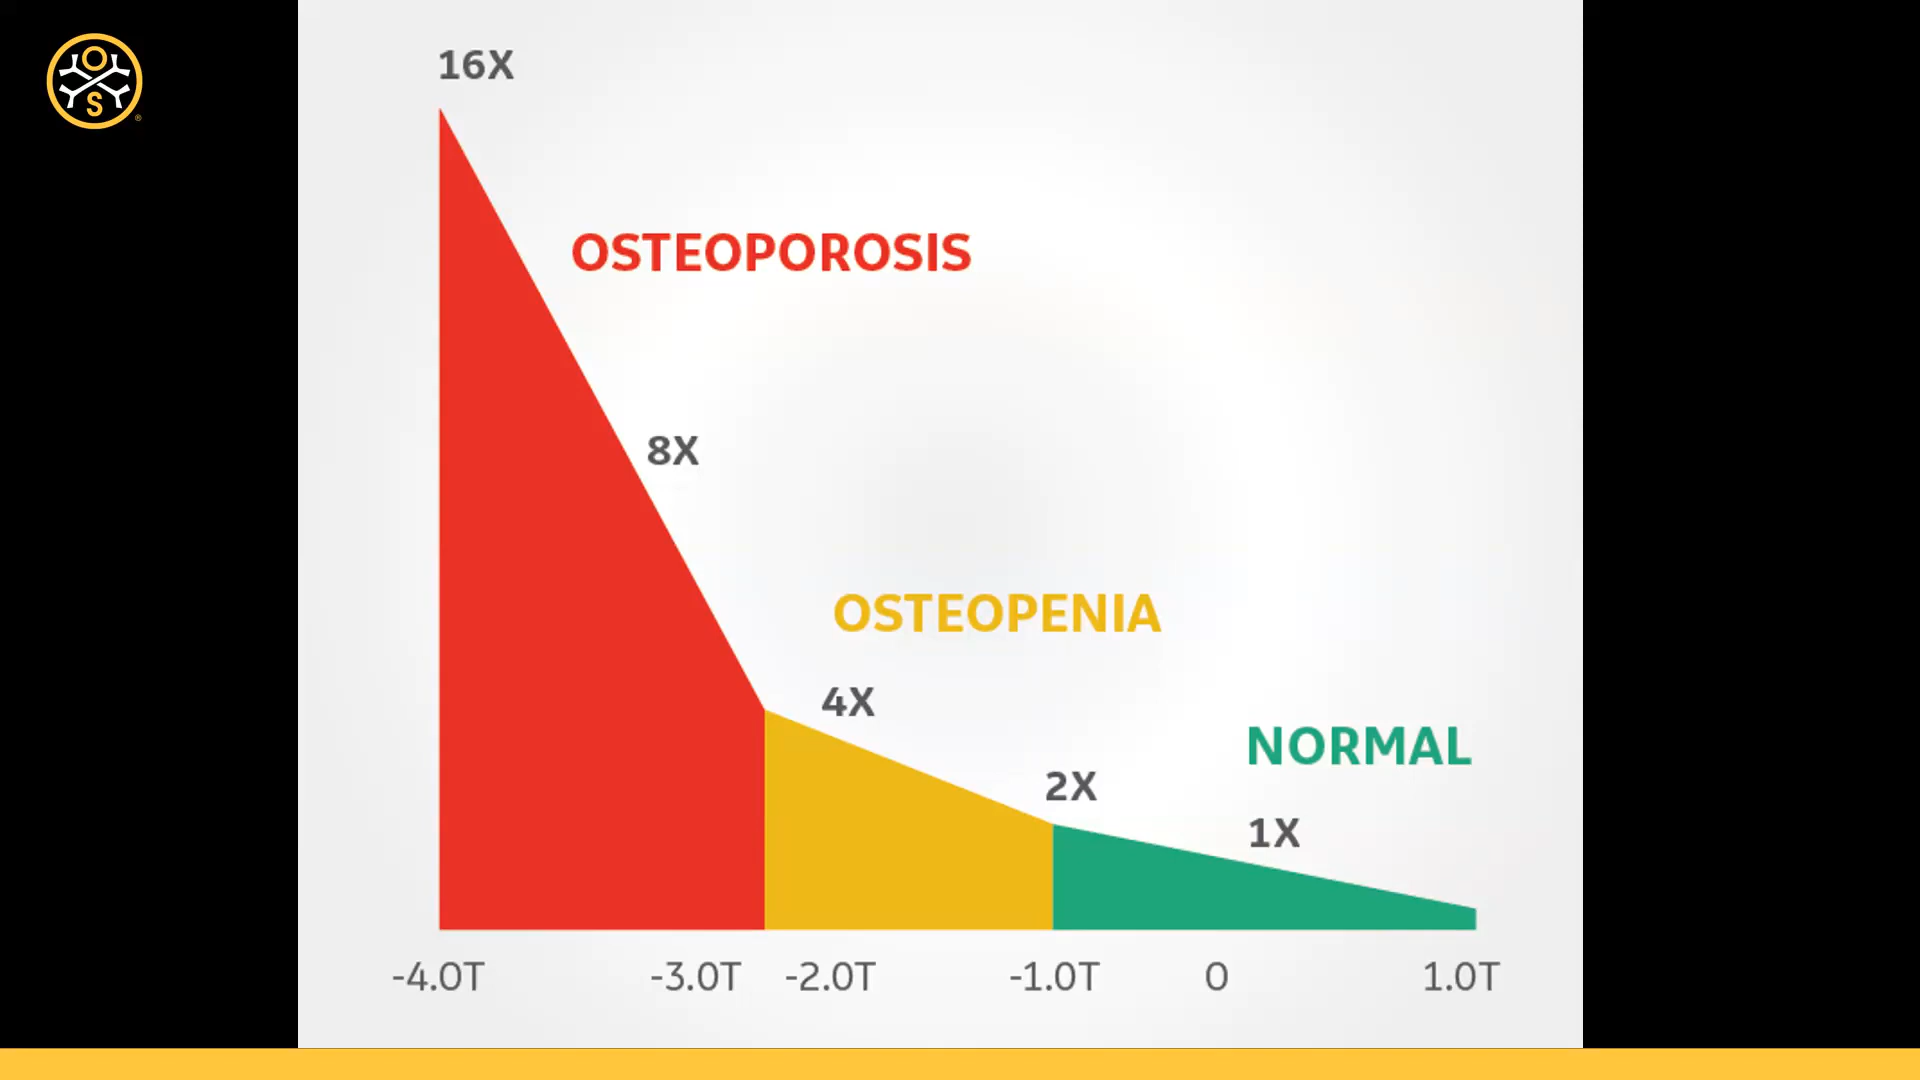 O
S
®
16X
OSTEOPOROSIS
8X
OSTEOPENIA
4X
NORMAL
2X
1X
-4.0T -3.0T -2.0T -1.0T 0 1.0T